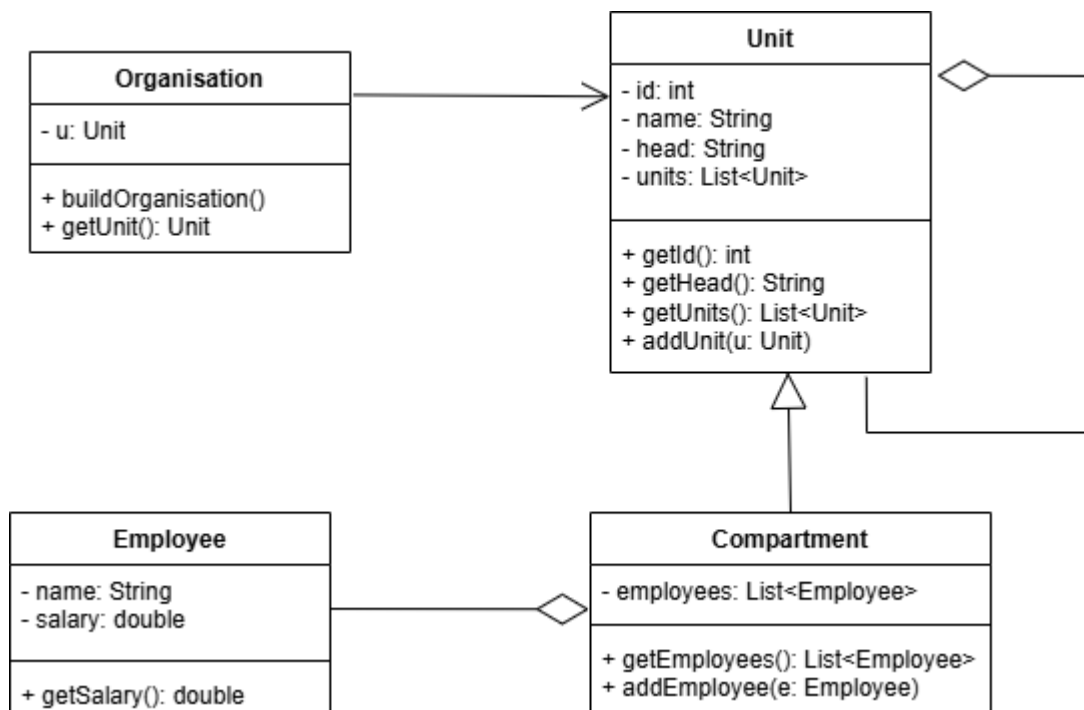 Organisation
- u: Unit
+ buildOrganisation()
+ getUnit(): Unit
Unit
- id: int
- name: String
- head: String
- units: List<Unit>
+ getId(): int
+ getHead(): String
+ getUnits(): List<Unit>
+ addUnit(u: Unit)
Employee
- name: String
- salary: double
+ getSalary(): double
Compartment
- employees: List<Employee>
+ getEmployees(): List<Employee>
+ addEmployee(e: Employee)